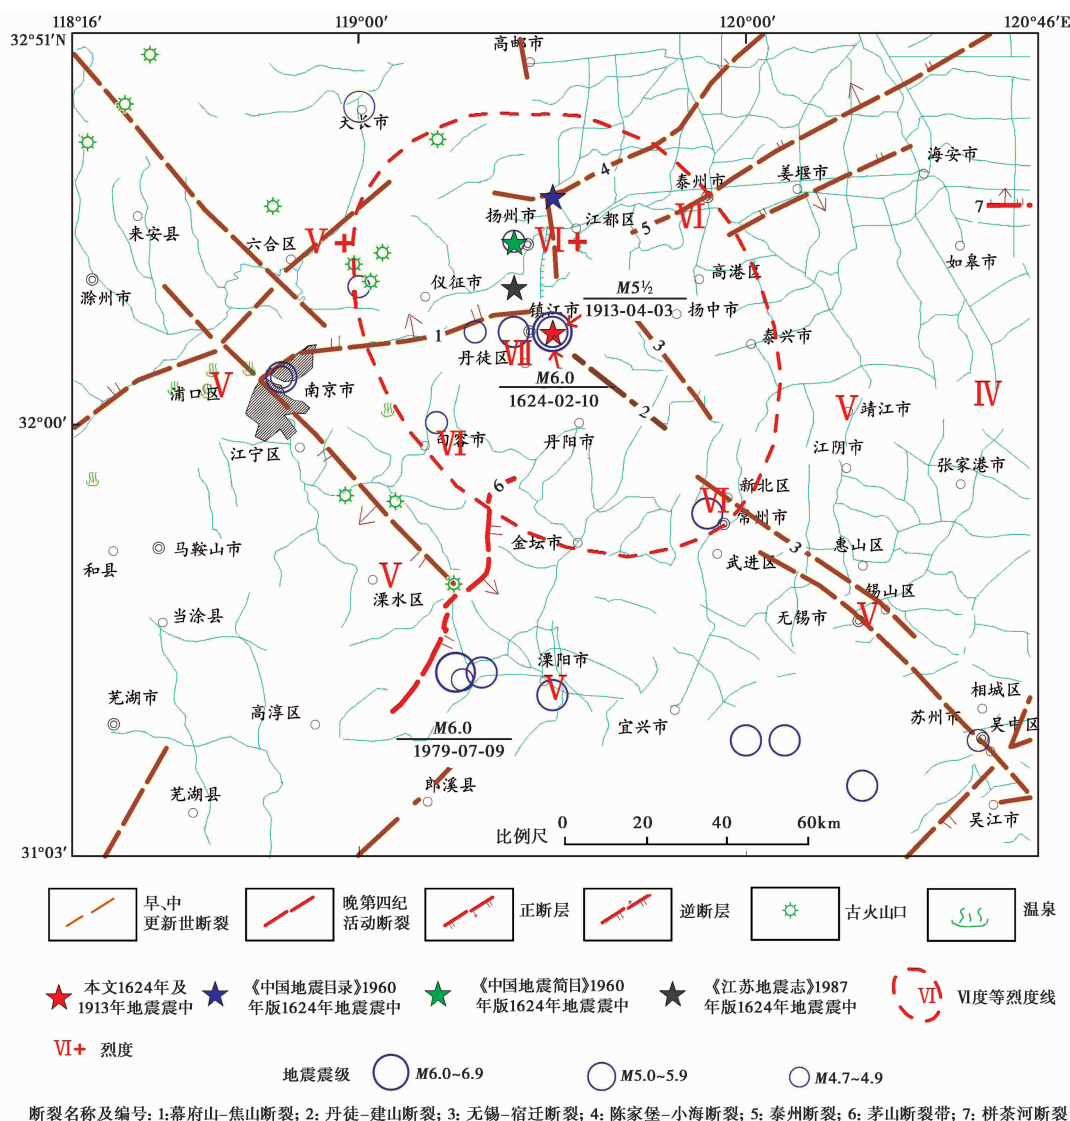 118°16′
119°00′
120°00′
120°46′E
32°51′N
高邮市
天长市
海安市
4
泰州市
姜堰市
7
来安县
扬州市
江都区
5
Ⅵ
六合区
Ⅴ+
Ⅵ+
如皋市
滁州市
仪征市
高港区
M5½
1913-04-03
镇江市
扬中市
1
3
泰兴市
丹徒区
Ⅶ
M6.0
1624-02-10
浦口区
Ⅴ
南京市
2
Ⅴ
靖江市
Ⅳ
32°00′
句容市
Ⅵ
丹阳市
江宁区
江阴市
张家港市
6
新北区
Ⅵ
常州市
马鞍山市
金坛市
3
惠山区
和县
武进区
Ⅴ
溧水区
锡山区
当涂县
无锡市
Ⅴ
溧阳市
Ⅴ
相城区
芜湖市
高淳区
宜兴市
苏州市
吴中区
M6.0
1979-07-09
芜湖县
郎溪县
吴江市
比例尺
0 20 40 60km
31°03′
早、中
更新世断裂
晚第四纪
活动断裂
正断层
逆断层
古火山口
温泉
本文1624年及
1913年地震震中
《中国地震目录》1960
年版1624年地震震中
《中国地震简目》1960
年版1624年地震震中
《江苏地震志》1987
年版1624年地震震中
Ⅵ
Ⅵ度等烈度线
Ⅵ+ 烈度
地震震级
M6.0~6.9
M5.0~5.9
M4.7~4.9
断裂名称及编号: 1:幕府山–焦山断裂; 2: 丹徒–建山断裂; 3: 无锡–宿迁断裂; 4: 陈家堡–小海断裂; 5: 泰州断裂; 6: 茅山断裂带; 7: 栟茶河断裂